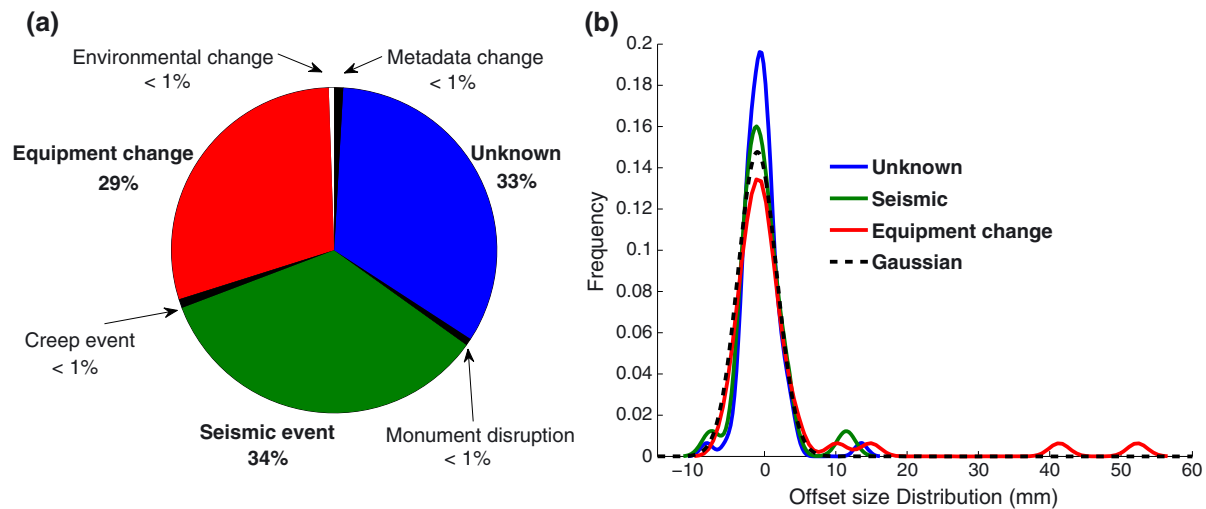 (a)
Environmental change
< 1%
Metadata change
< 1%
Equipment change
29%
Unknown
33%
Creep event
< 1%
Seismic event
34%
Monument disruption
< 1%
(b)
0.2
0.18
0.16
0.14
0.12
0.1
0.08
0.06
0.04
0.02
0
Frequency
Unknown
Seismic
Equipment change
Gaussian
−10 0 10 20 30 40 50 60
Offset size Distribution (mm)